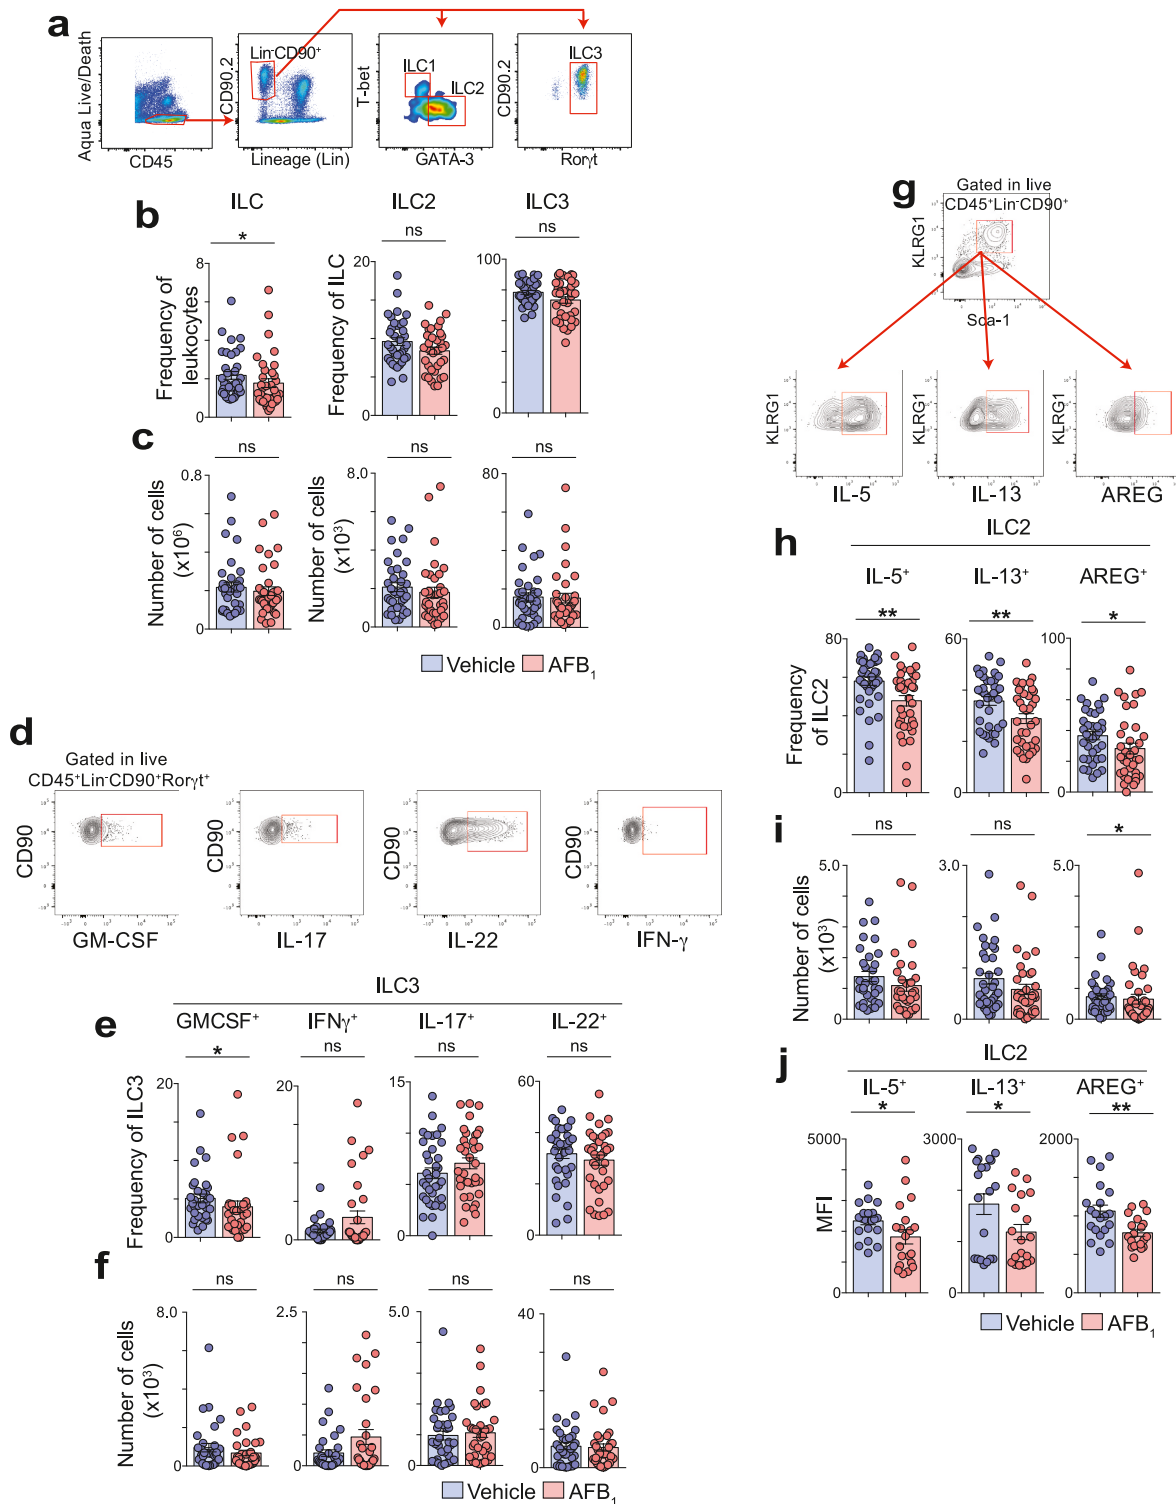 a
Aqua Live/Death
CD45
CD90.2
Lin⁻CD90⁺
Lineage (Lin)
T-bet
ILC1
ILC2
GATA-3
CD90.2
ILC3
Rorγt
b
ILC
ILC2
ILC3
*
ns
ns
Frequency of
leukocytes
8
4
0
Frequency of ILC
20
10
0
100
50
0
c
ns
ns
ns
Number of cells
(x10⁶)
0.8
0.4
0
Number of cells
(x10³)
8
4
0
80
40
0
Vehicle
AFB₁
d
Gated in live
CD45⁺Lin⁻CD90⁺Rorγt⁺
CD90
GM-CSF
CD90
IL-17
CD90
IL-22
CD90
IFN-γ
ILC3
e
GMCSF⁺
IFNγ⁺
IL-17⁺
IL-22⁺
*
ns
ns
ns
Frequency of ILC3
20
0
20
0
15
0
60
0
f
ns
ns
ns
ns
Number of cells
(x10³)
8.0
0
2.5
0
5.0
0
40
0
Vehicle
AFB₁
g
Gated in live
CD45⁺Lin⁻CD90⁺
KLRG1
Sca-1
KLRG1
IL-5
KLRG1
IL-13
KLRG1
AREG
h
ILC2
IL-5⁺
IL-13⁺
AREG⁺
**
**
*
Frequency
of ILC2
80
0
60
0
100
0
i
ns
ns
*
Number of cells
(x10³)
5.0
0
3.0
0
5.0
0
j
ILC2
IL-5⁺
IL-13⁺
AREG⁺
*
*
**
MFI
5000
0
3000
0
2000
0
Vehicle
AFB₁